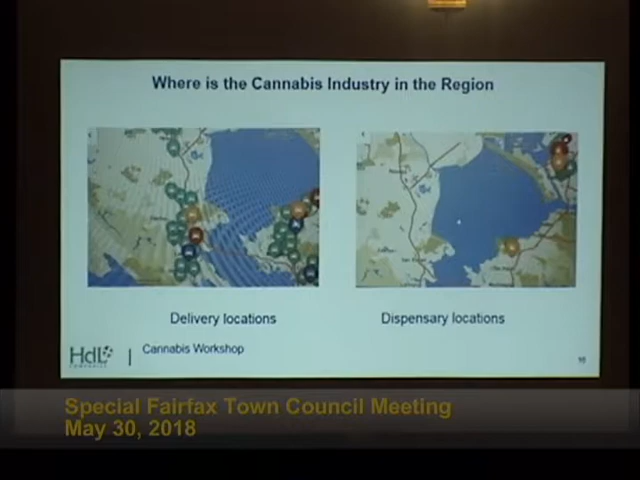 Where is the Cannabis Industry in the Region
Delivery locations
Dispensary locations
HdL
COMPANIES
Cannabis Workshop
Special Fairfax Town Council Meeting
May 30, 2018